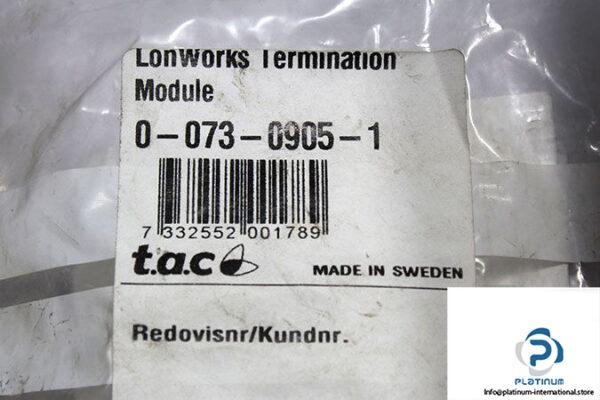 LonWorks Termination
Module
0-073-0905-1
7 332552 001789
t.a.c
MADE IN SWEDEN
Redovisnr/Kundnr.
PLATINUM
Info@platinum-international.store